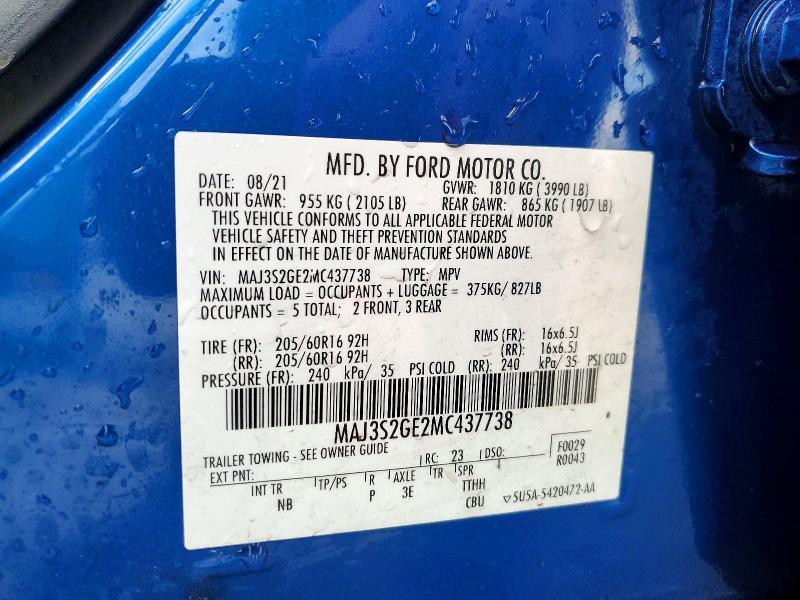 MFD. BY FORD MOTOR CO.
DATE: 08/21 GVWR: 1810 KG ( 3990 LB)
FRONT GAWR: 955 KG ( 2105 LB) REAR GAWR: 865 KG ( 1907 LB)
THIS VEHICLE CONFORMS TO ALL APPLICABLE FEDERAL MOTOR
VEHICLE SAFETY AND THEFT PREVENTION STANDARDS
IN EFFECT ON THE DATE OF MANUFACTURE SHOWN ABOVE.
VIN: MAJ3S2GE2MC437738 TYPE: MPV
MAXIMUM LOAD = OCCUPANTS + LUGGAGE = 375KG/ 827LB
OCCUPANTS = 5 TOTAL; 2 FRONT, 3 REAR
TIRE (FR): 205/60R16 92H RIMS (FR): 16x6.5J
(RR): 205/60R16 92H (RR): 16x6.5J
PRESSURE (FR): 240 kPa/ 35 PSI COLD (RR): 240 kPa/ 35 PSI COLD
MAJ3S2GE2MC437738
TRAILER TOWING - SEE OWNER GUIDE
EXT PNT: RC: 23 DSO: F0029
R0043
INT TR TP/PS R AXLE TR SPR
NB P 3E TTHH
CBU 5U5A-5420472-AA